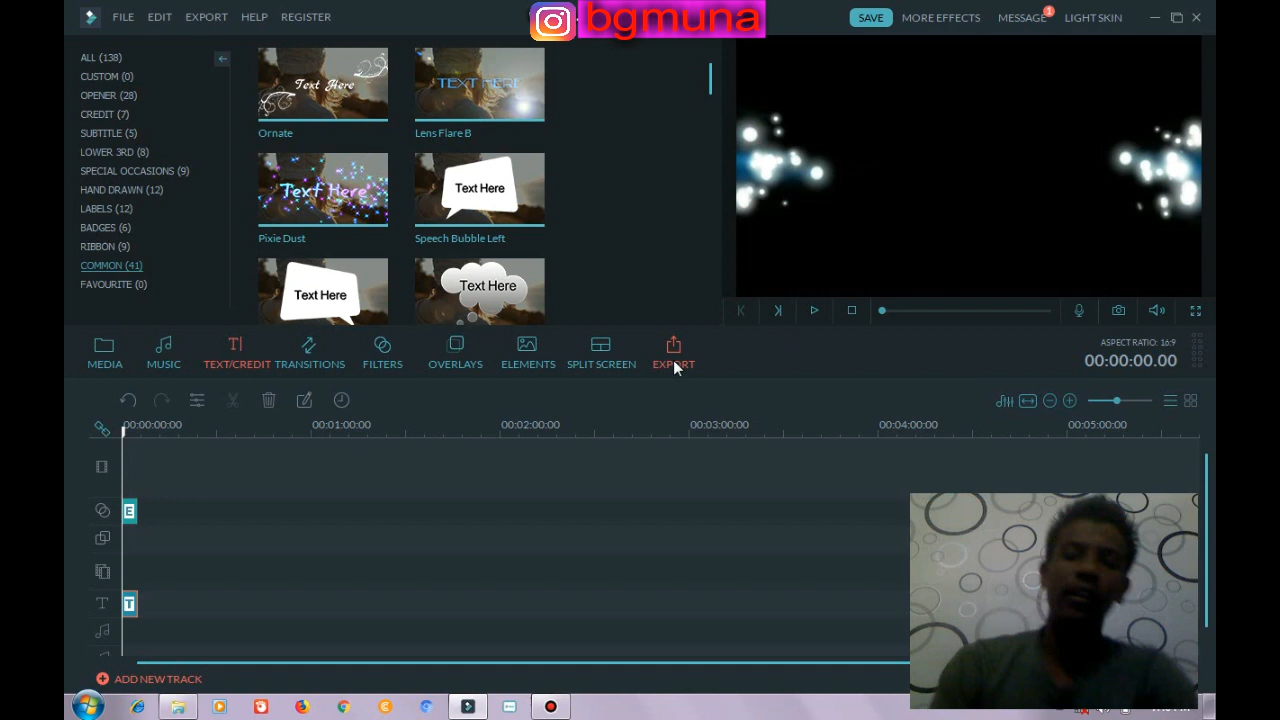 FILE EDIT EXPORT HELP REGISTER
bgmuna
SAVE MORE EFFECTS MESSAGE 1 LIGHT SKIN
ALL (138)
CUSTOM (0)
OPENER (28)
CREDIT (7)
SUBTITLE (5)
LOWER 3RD (8)
SPECIAL OCCASIONS (9)
HAND DRAWN (12)
LABELS (12)
BADGES (6)
RIBBON (9)
COMMON (41)
FAVOURITE (0)
Text Here
TEXT HERE
Ornate
Lens Flare B
Text Here
Text Here
Pixie Dust
Speech Bubble Left
Text Here
Text Here
MEDIA MUSIC TEXT/CREDIT TRANSITIONS FILTERS OVERLAYS ELEMENTS SPLIT SCREEN EXPORT
ASPECT RATIO: 16:9
00:00:00.00
00:00:00:00 00:01:00:00 00:02:00:00 00:03:00:00 00:04:00:00 00:05:00:00
E
T
ADD NEW TRACK